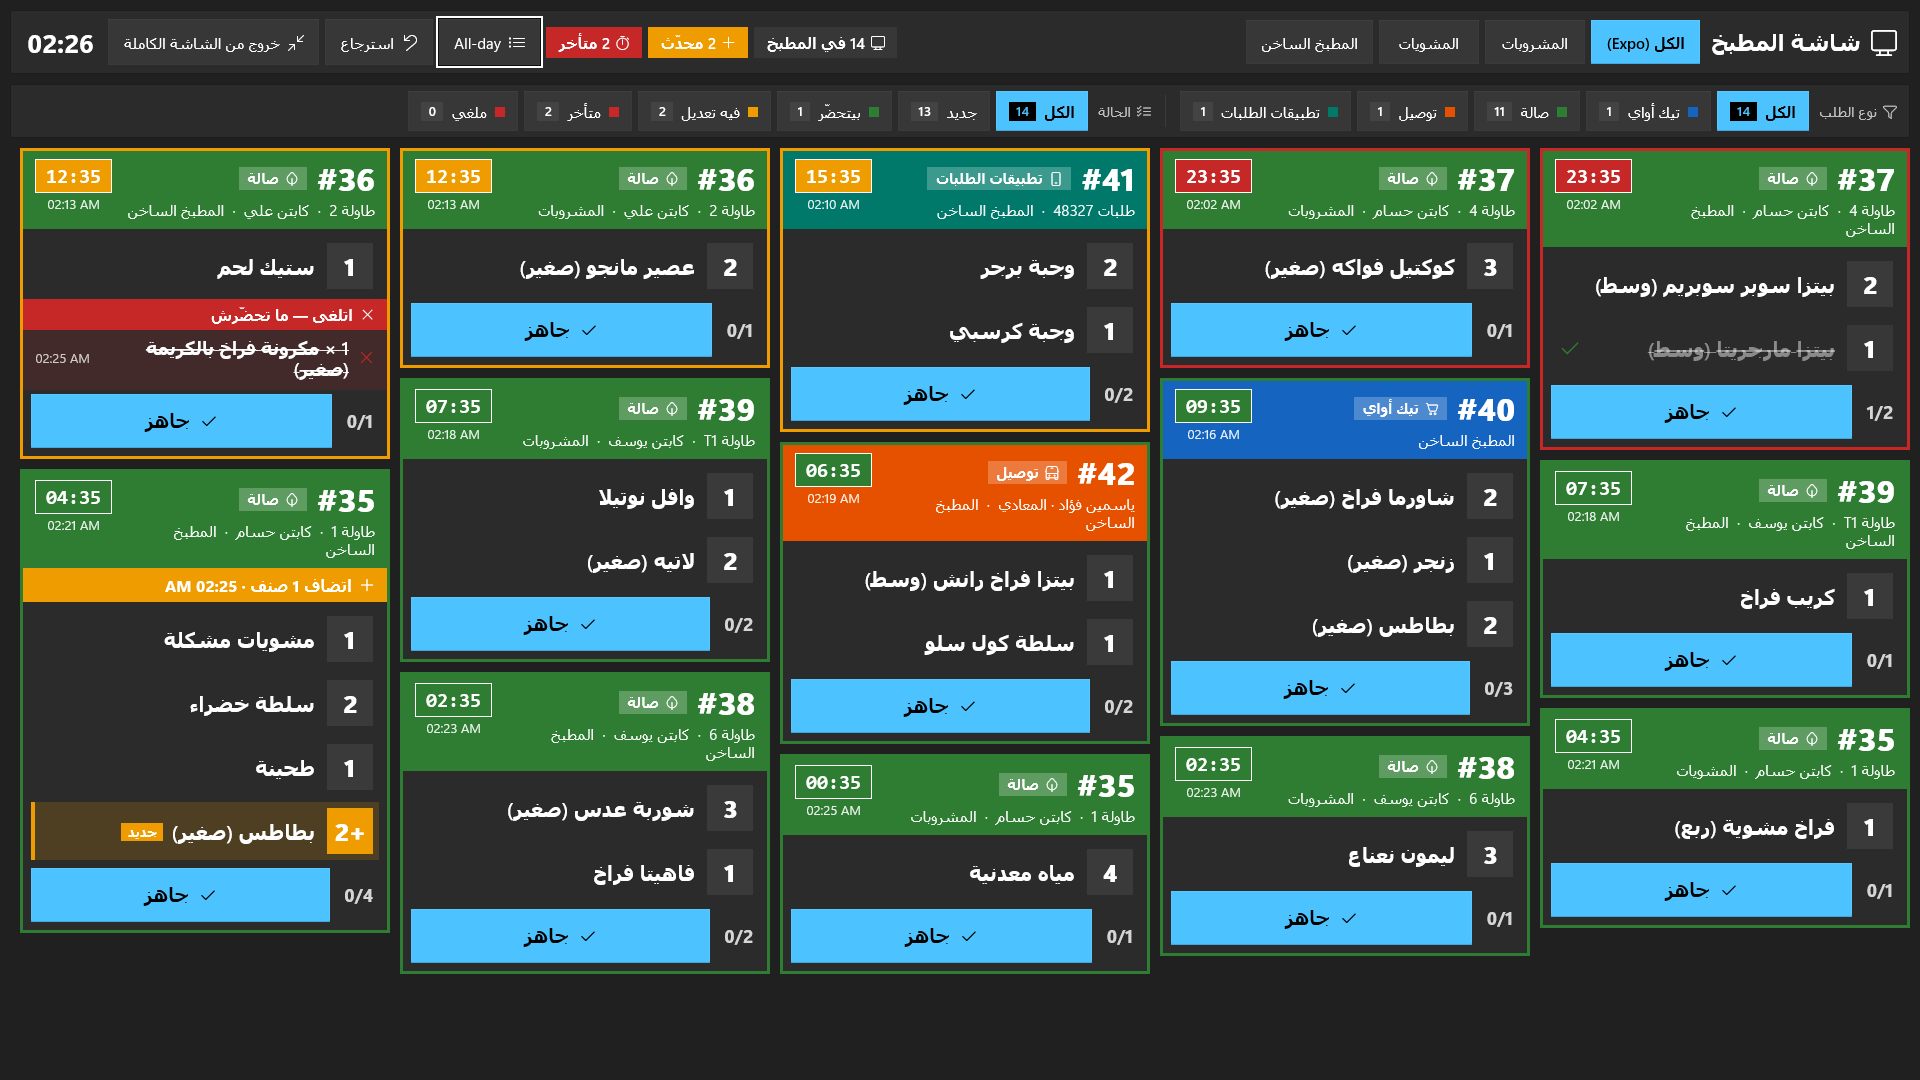 شاشة المطبخ
الكل (Expo)
المشروبات
المشويات
المطبخ الساخن
14 في المطبخ
2 محدّث
2 متأخر
All-day
استرجاع
خروج من الشاشة الكاملة
02:26
نوع الطلب
الكل 14
تيك أواي 1
صالة 11
توصيل 1
تطبيقات الطلبات 1
الحالة
الكل 14
جديد 13
بيتحضّر 1
فيه تعديل 2
متأخر 2
ملغي 0
#37 صالة 23:35
02:02 AM
طاولة 4 · كابتن حسام · المطبخ
الساخن
2 بيتزا سوبر سوبريم (وسط)
1 بيتزا مارجريتا (وسط)
1/2 جاهز
#39 صالة 07:35
02:18 AM
طاولة T1 · كابتن يوسف · المطبخ
الساخن
1 كريب فراخ
0/1 جاهز
#35 صالة 04:35
02:21 AM
طاولة 1 · كابتن حسام · المشويات
1 فراخ مشوية (ربع)
0/1 جاهز
#37 صالة 23:35
02:02 AM
طاولة 4 · كابتن حسام · المشروبات
3 كوكتيل فواكه (صغير)
0/1 جاهز
#40 تيك أواي 09:35
02:16 AM
المطبخ الساخن
2 شاورما فراخ (صغير)
1 زنجر (صغير)
2 بطاطس (صغير)
0/3 جاهز
#38 صالة 02:35
02:23 AM
طاولة 6 · كابتن يوسف · المشروبات
3 ليمون نعناع
0/1 جاهز
#41 تطبيقات الطلبات 15:35
02:10 AM
طلبات 48327 · المطبخ الساخن
2 وجبة برجر
1 وجبة كرسبي
0/2 جاهز
#42 توصيل 06:35
02:19 AM
ياسمين فؤاد · المعادي · المطبخ
الساخن
1 بيتزا فراخ رانش (وسط)
1 سلطة كول سلو
0/2 جاهز
#35 صالة 00:35
02:25 AM
طاولة 1 · كابتن حسام · المشروبات
4 مياه معدنية
0/1 جاهز
#36 صالة 12:35
02:13 AM
طاولة 2 · كابتن علي · المشروبات
2 عصير مانجو (صغير)
0/1 جاهز
#39 صالة 07:35
02:18 AM
طاولة T1 · كابتن يوسف · المشروبات
1 وافل نوتيلا
2 لاتيه (صغير)
0/2 جاهز
#38 صالة 02:35
02:23 AM
طاولة 6 · كابتن يوسف · المطبخ
الساخن
3 شوربة عدس (صغير)
1 فاهيتا فراخ
0/2 جاهز
#36 صالة 12:35
02:13 AM
طاولة 2 · كابتن علي · المطبخ الساخن
1 ستيك لحم
اتلغى — ما تحضّرش
1 × مكرونة فراخ بالكريمة
(صغير)
02:25 AM
0/1 جاهز
#35 صالة 04:35
02:21 AM
طاولة 1 · كابتن حسام · المطبخ
الساخن
+ اتضاف 1 صنف · 02:25 AM
1 مشويات مشكلة
2 سلطة خضراء
1 طحينة
+2 بطاطس (صغير) جديد
0/4 جاهز